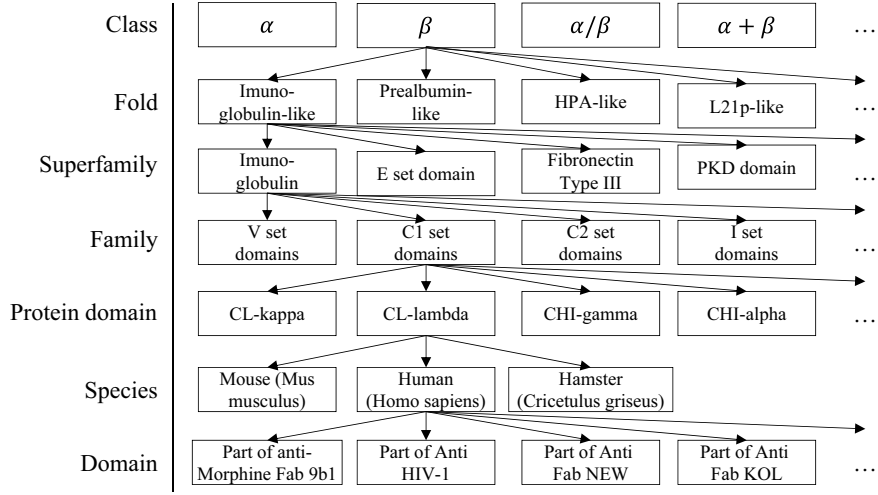 Class
α
β
α/β
α + β
…
Fold
Imuno-
globulin-like
Prealbumin-
like
HPA-like
L21p-like
…
Superfamily
Imuno-
globulin
E set domain
Fibronectin
Type III
PKD domain
…
Family
V set
domains
C1 set
domains
C2 set
domains
I set
domains
…
Protein domain
CL-kappa
CL-lambda
CHI-gamma
CHI-alpha
…
Species
Mouse (Mus
musculus)
Human
(Homo sapiens)
Hamster
(Cricetulus griseus)
Domain
Part of anti-
Morphine Fab 9b1
Part of Anti
HIV-1
Part of Anti
Fab NEW
Part of Anti
Fab KOL
…